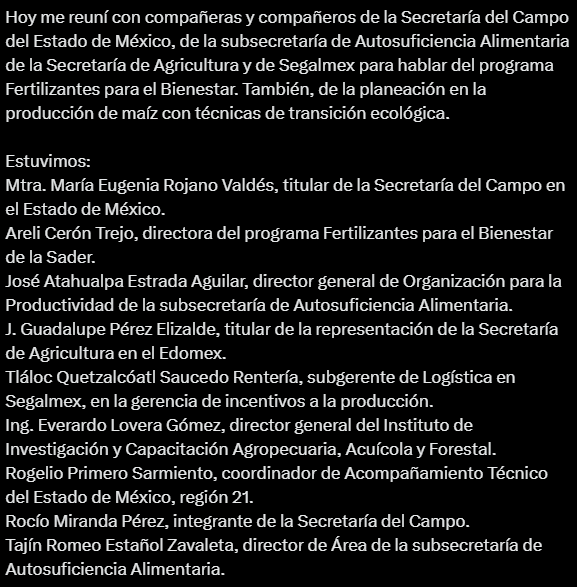 Hoy me reuní con compañeras y compañeros de la Secretaría del Campo
del Estado de México, de la subsecretaría de Autosuficiencia Alimentaria
de la Secretaría de Agricultura y de Segalmex para hablar del programa
Fertilizantes para el Bienestar. También, de la planeación en la
producción de maíz con técnicas de transición ecológica.

Estuvimos:
Mtra. María Eugenia Rojano Valdés, titular de la Secretaría del Campo en
el Estado de México.
Areli Cerón Trejo, directora del programa Fertilizantes para el Bienestar
de la Sader.
José Atahualpa Estrada Aguilar, director general de Organización para la
Productividad de la subsecretaría de Autosuficiencia Alimentaria.
J. Guadalupe Pérez Elizalde, titular de la representación de la Secretaría
de Agricultura en el Edomex.
Tláloc Quetzalcóatl Saucedo Rentería, subgerente de Logística en
Segalmex, en la gerencia de incentivos a la producción.
Ing. Everardo Lovera Gómez, director general del Instituto de
Investigación y Capacitación Agropecuaria, Acuícola y Forestal.
Rogelio Primero Sarmiento, coordinador de Acompañamiento Técnico
del Estado de México, región 21.
Rocío Miranda Pérez, integrante de la Secretaría del Campo.
Tajín Romeo Estañol Zavaleta, director de Área de la subsecretaría de
Autosuficiencia Alimentaria.